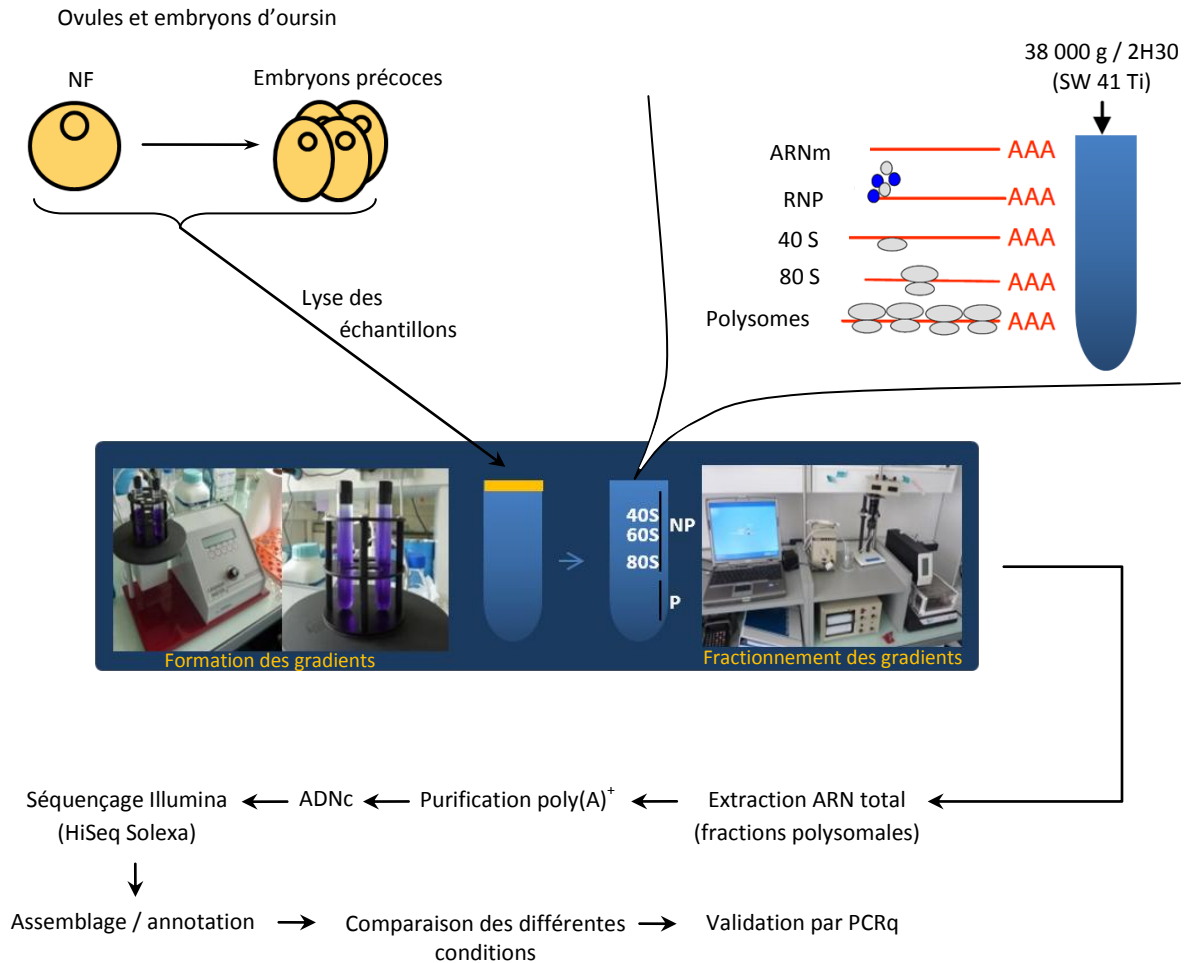 Ovules et embryons d'oursin
NF
Embryons précoces
Lyse des
échantillons
38 000 g / 2H30
(SW 41 Ti)
ARNm
AAA
RNP
AAA
40 S
AAA
80 S
AAA
Polysomes
AAA
40S
60S
NP
80S
P
Formation des gradients
Fractionnement des gradients
Séquençage Illumina
(HiSeq Solexa)
ADNc
Purification poly(A)+
Extraction ARN total
(fractions polysomales)
Assemblage / annotation
Comparaison des différentes
conditions
Validation par PCRq